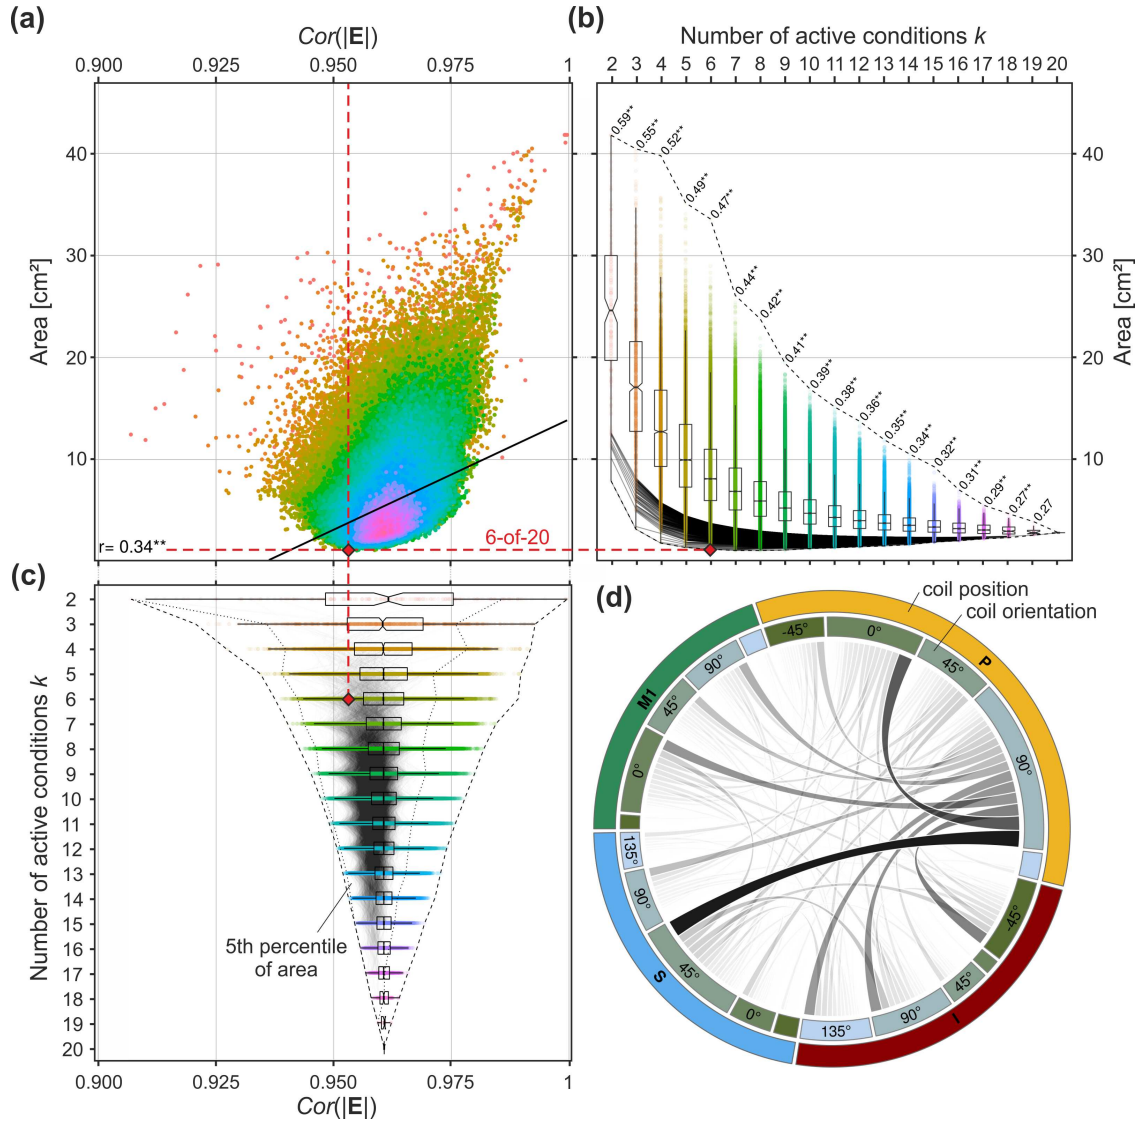 (a)
Cor(|E|)
0.900 0.925 0.950 0.975 1
Area [cm²]
40
30
20
10
r= 0.34**
6-of-20
(b)
Number of active conditions k
2 3 4 5 6 7 8 9 10 11 12 13 14 15 16 17 18 19 20
0.59**
0.55**
0.52**
0.49**
0.47**
0.44**
0.42**
0.41**
0.39**
0.38**
0.36**
0.35**
0.34**
0.32**
0.31**
0.29**
0.27**
0.27
40
30
20
10
Area [cm²]
(c)
Number of active conditions k
2
3
4
5
6
7
8
9
10
11
12
13
14
15
16
17
18
19
20
5th percentile
of area
0.900 0.925 0.950 0.975 1
Cor(|E|)
(d)
coil position
coil orientation
P
-45°
0°
45°
90°
I
-45°
45°
90°
135°
S
0°
45°
90°
135°
M1
0°
45°
90°